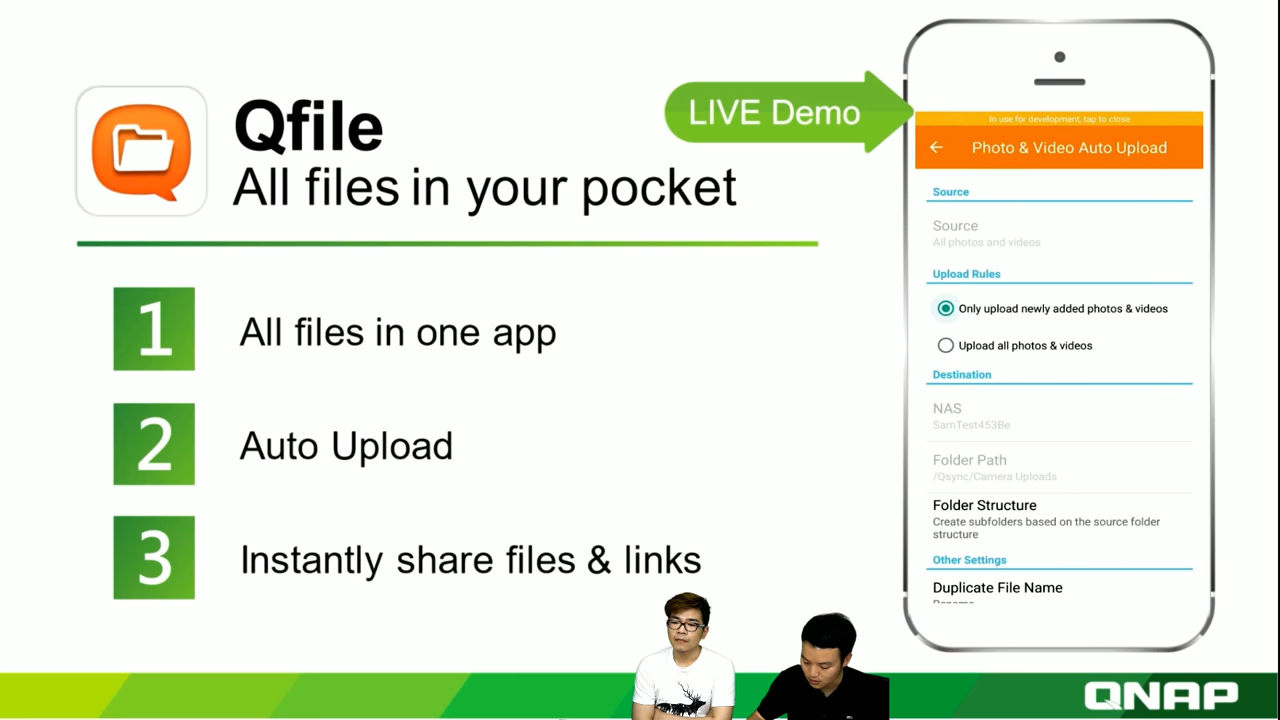 Qfile
All files in your pocket
LIVE Demo
1
All files in one app
2
Auto Upload
3
Instantly share files & links
In use for development, tap to close
Photo & Video Auto Upload
Source
Source
All photos and videos
Upload Rules
Only upload newly added photos & videos
Upload all photos & videos
Destination
NAS
SamTest453Be
Folder Path
/Qsync/Camera Uploads
Folder Structure
Create subfolders based on the source folder
structure
Other Settings
Duplicate File Name
QNAP